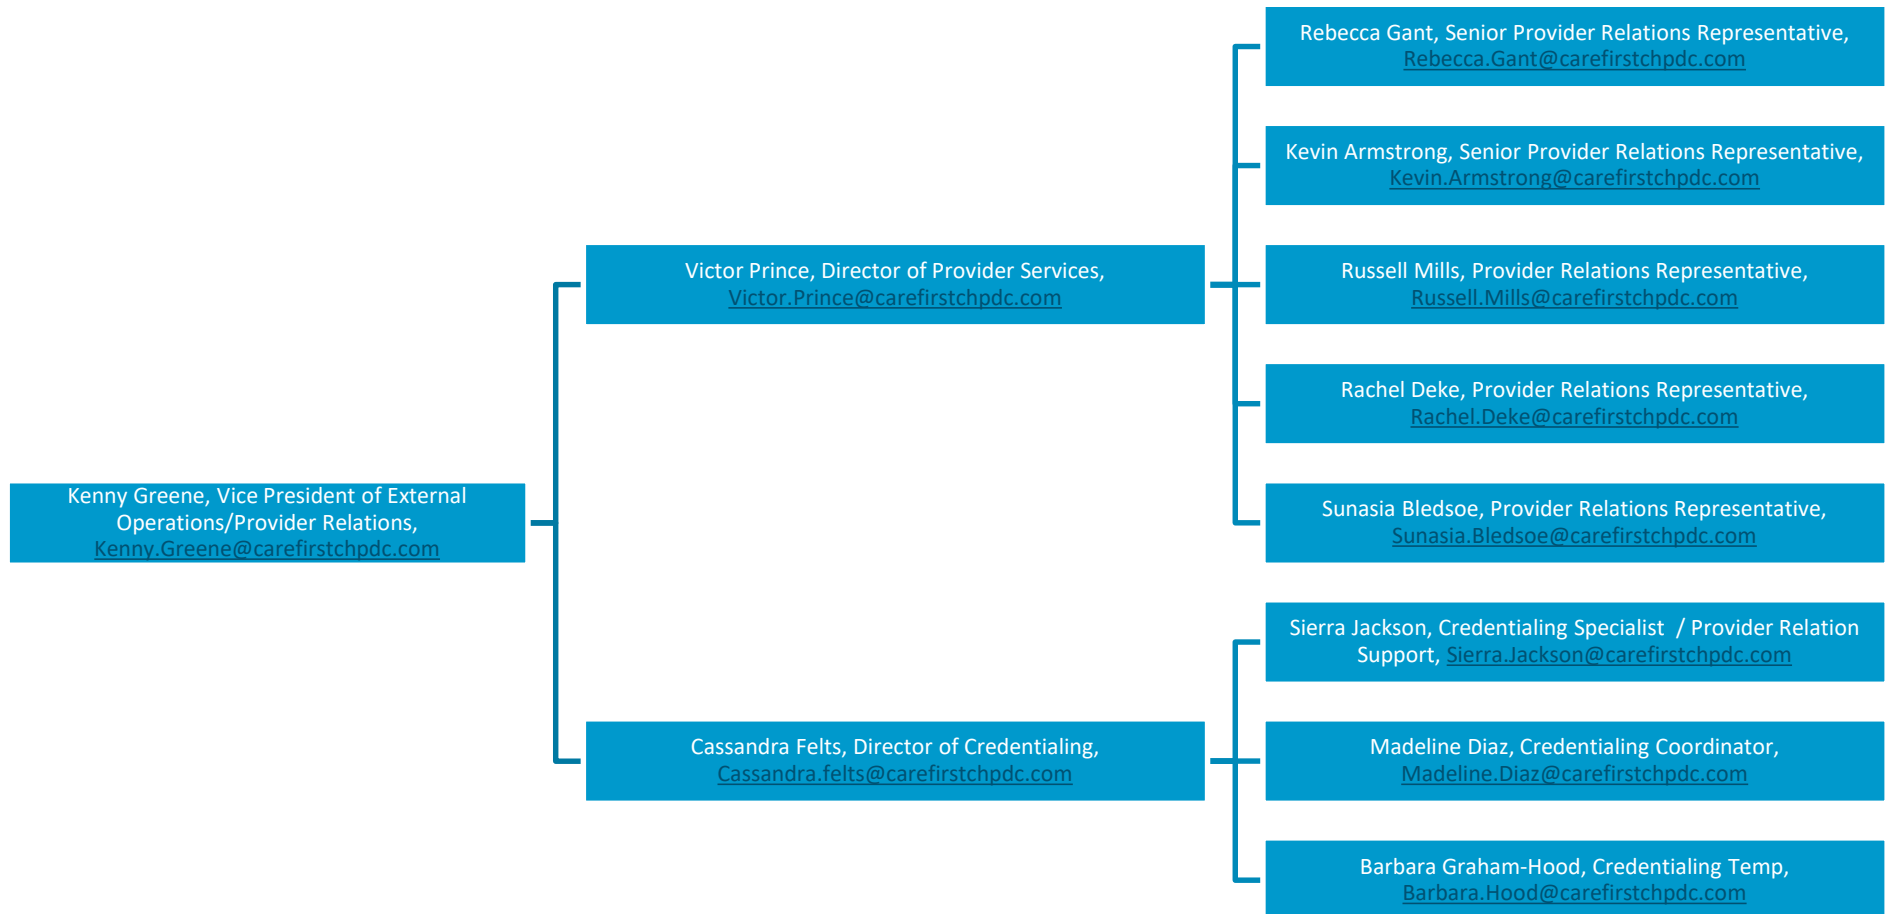 Rebecca Gant, Senior Provider Relations Representative,
Rebecca.Gant@carefirstchpdc.com
Kevin Armstrong, Senior Provider Relations Representative,
Kevin.Armstrong@carefirstchpdc.com
Victor Prince, Director of Provider Services,
Victor.Prince@carefirstchpdc.com
Russell Mills, Provider Relations Representative,
Russell.Mills@carefirstchpdc.com
Rachel Deke, Provider Relations Representative,
Rachel.Deke@carefirstchpdc.com
Kenny Greene, Vice President of External
Operations/Provider Relations,
Kenny.Greene@carefirstchpdc.com
Sunasia Bledsoe, Provider Relations Representative,
Sunasia.Bledsoe@carefirstchpdc.com
Sierra Jackson, Credentialing Specialist  / Provider Relation
Support, Sierra.Jackson@carefirstchpdc.com
Cassandra Felts, Director of Credentialing,
Cassandra.felts@carefirstchpdc.com
Madeline Diaz, Credentialing Coordinator,
Madeline.Diaz@carefirstchpdc.com
Barbara Graham-Hood, Credentialing Temp,
Barbara.Hood@carefirstchpdc.com